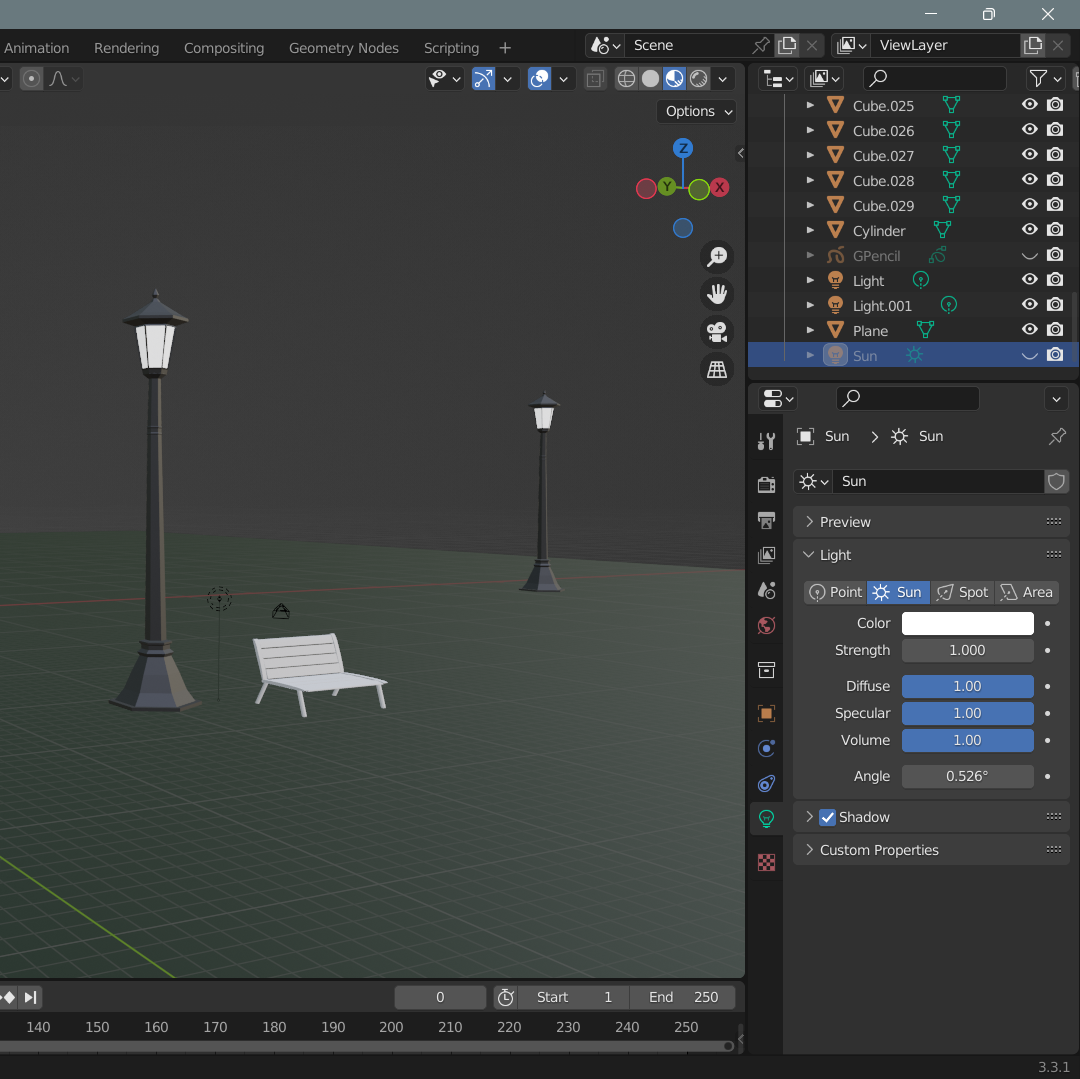 Animation Rendering Compositing Geometry Nodes Scripting + Scene ViewLayer
Options
Z
Y X
Cube.025
Cube.026
Cube.027
Cube.028
Cube.029
Cylinder
GPencil
Light
Light.001
Plane
Sun
Sun > Sun
Sun
Preview
Light
Point Sun Spot Area
Color
Strength 1.000
Diffuse 1.00
Specular 1.00
Volume 1.00
Angle 0.526°
Shadow
Custom Properties
0 Start 1 End 250
140 150 160 170 180 190 200 210 220 230 240 250
3.3.1